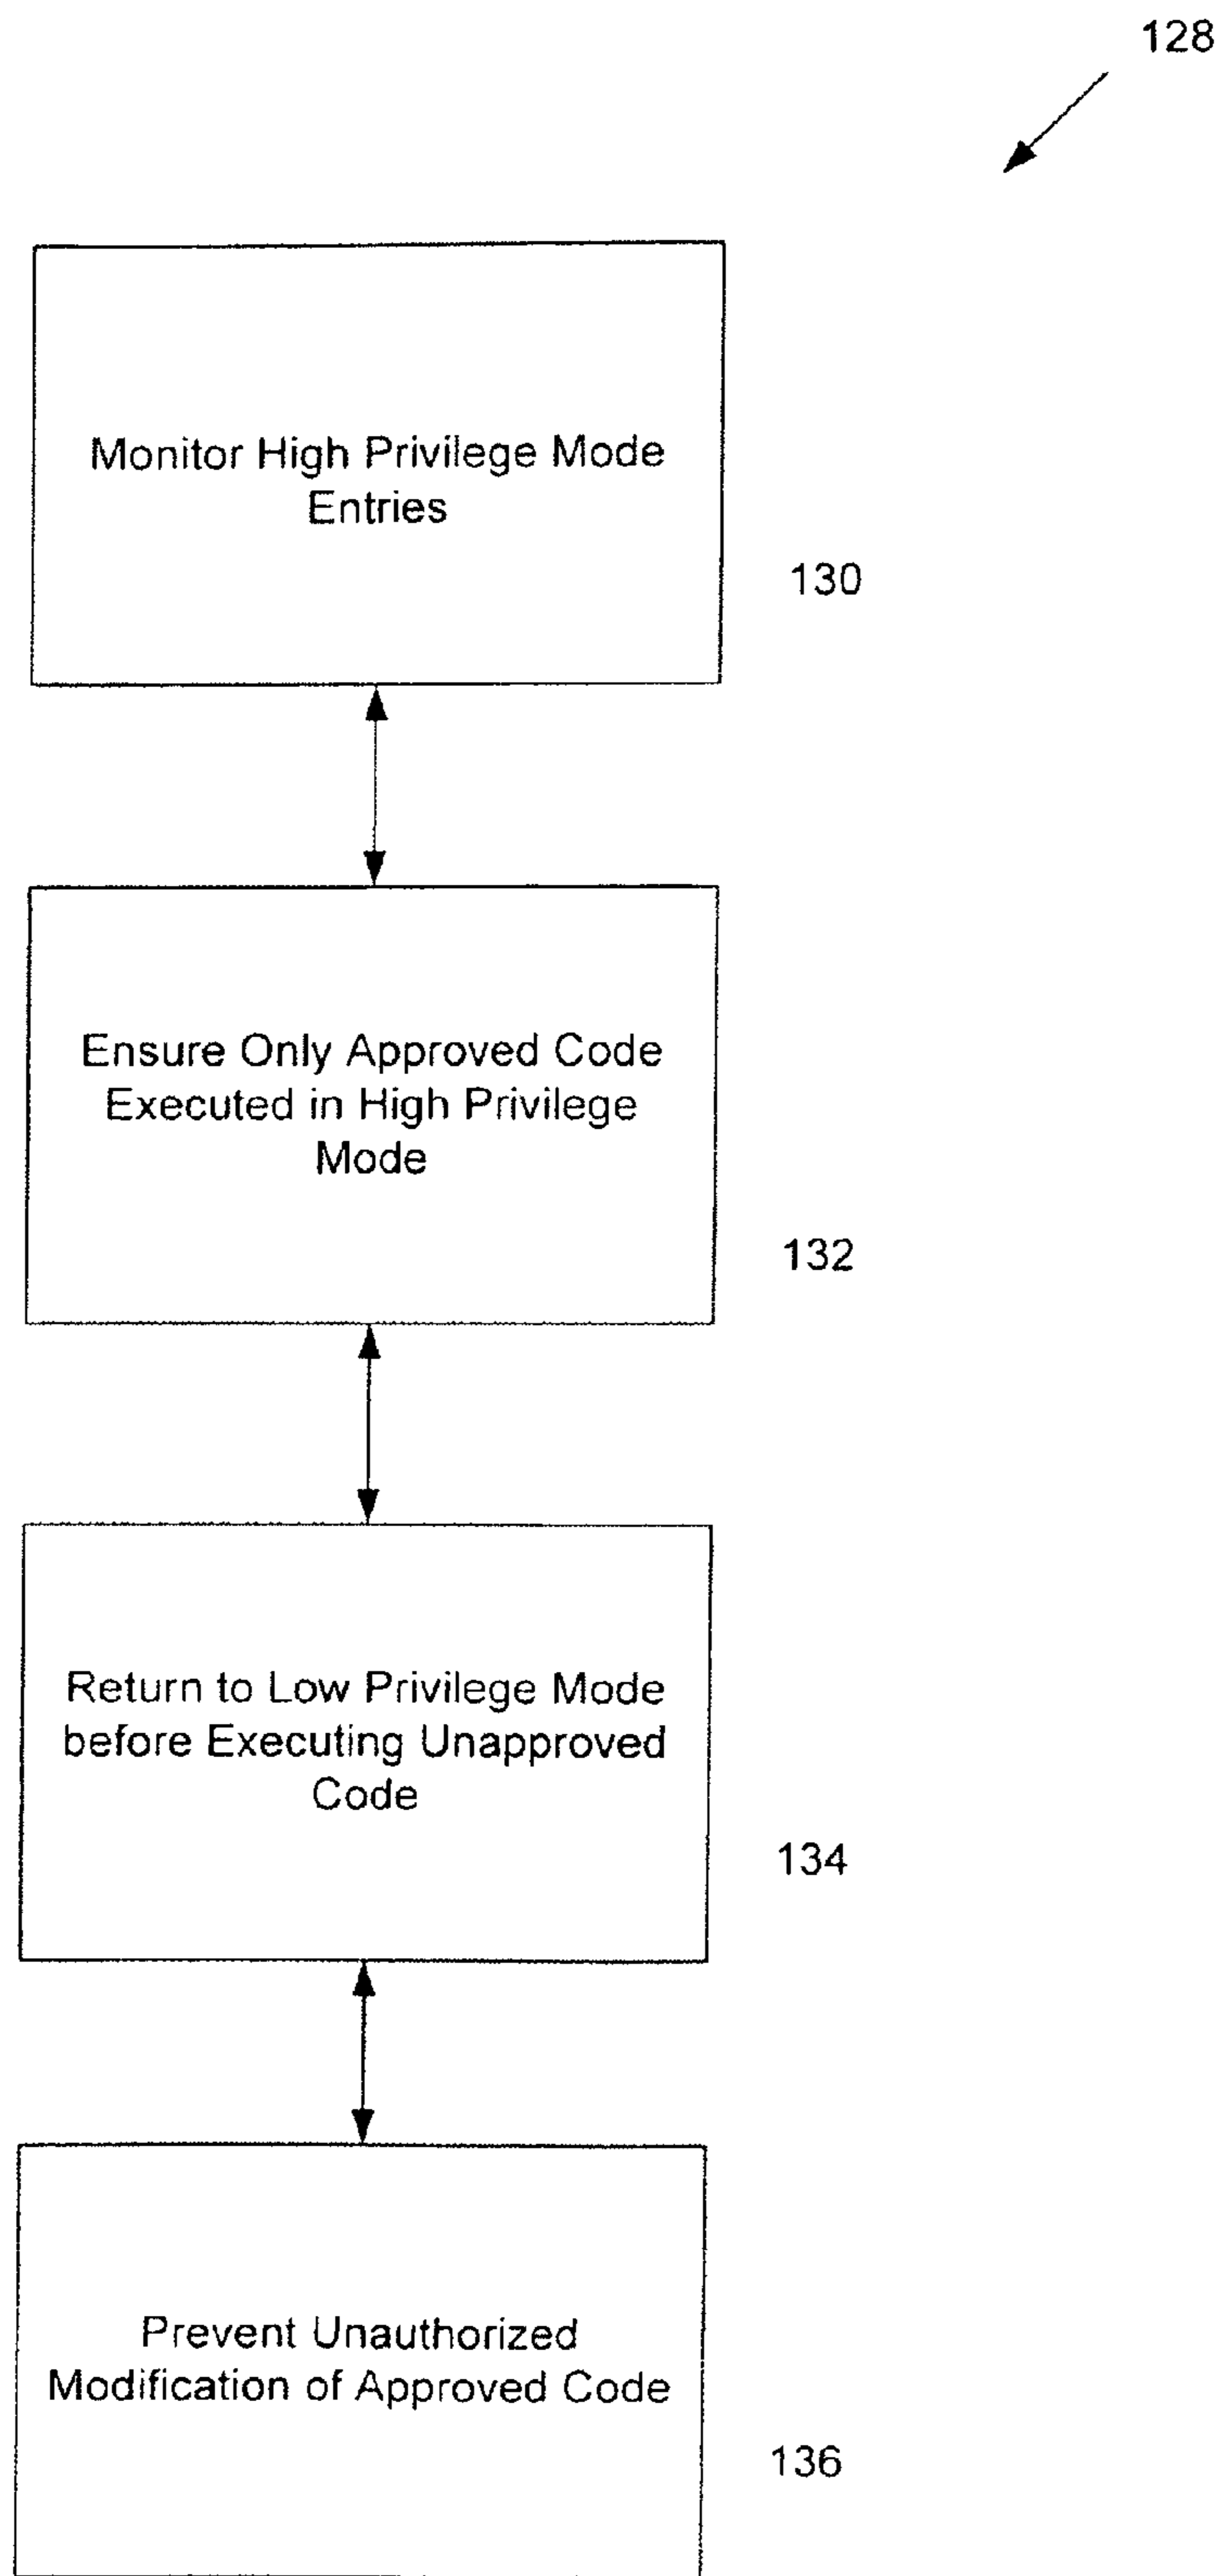 128
Monitor High Privilege Mode
Entries
130
Ensure Only Approved Code
Executed in High Privilege
Mode
132
Return to Low Privilege Mode
before Executing Unapproved
Code
134
Prevent Unauthorized
Modification of Approved Code
136